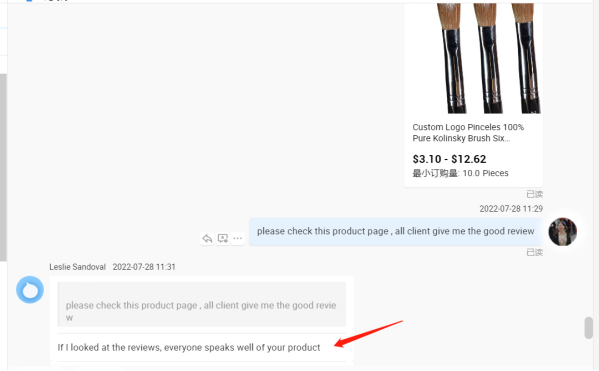 Custom Logo Pinceles 100%
Pure Kolinsky Brush Six...
$3.10 - $12.62
最小订购量: 10.0 Pieces
已读
2022-07-28 11:29
please check this product page , all client give me the good review
已读
Leslie Sandoval 2022-07-28 11:31
please check this product page , all client give me the good revie
w
If I looked at the reviews, everyone speaks well of your product